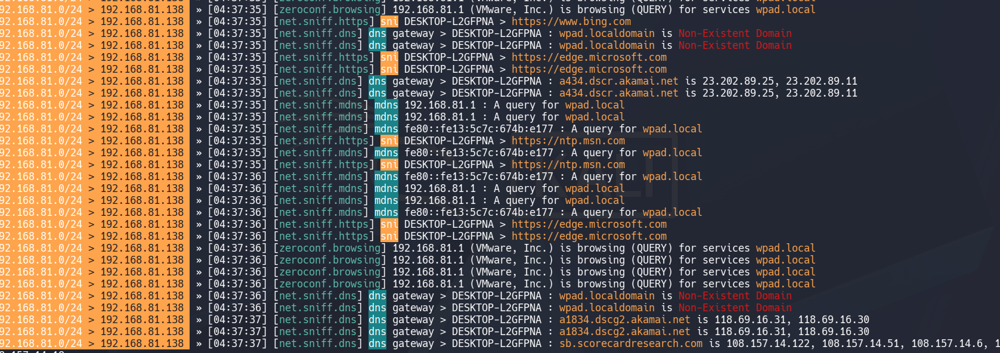 [zeroconf.browsing] 192.168.81.1 (VMware, Inc.) is browsing (QUERY) for services wpad.local
92.168.81.0/24 > 192.168.81.138 » [04:37:35] [net.sniff.https] sni DESKTOP-L2GFPNA > https://www.bing.com
92.168.81.0/24 > 192.168.81.138 » [04:37:35] [net.sniff.dns] dns gateway > DESKTOP-L2GFPNA : wpad.localdomain is Non-Existent Domain
92.168.81.0/24 > 192.168.81.138 » [04:37:35] [net.sniff.dns] dns gateway > DESKTOP-L2GFPNA : wpad.localdomain is Non-Existent Domain
92.168.81.0/24 > 192.168.81.138 » [04:37:35] [net.sniff.https] sni DESKTOP-L2GFPNA > https://edge.microsoft.com
92.168.81.0/24 > 192.168.81.138 » [04:37:35] [net.sniff.https] sni DESKTOP-L2GFPNA > https://edge.microsoft.com
92.168.81.0/24 > 192.168.81.138 » [04:37:35] [net.sniff.dns] dns gateway > DESKTOP-L2GFPNA : a434.dscr.akamai.net is 23.202.89.25, 23.202.89.11
92.168.81.0/24 > 192.168.81.138 » [04:37:35] [net.sniff.dns] dns gateway > DESKTOP-L2GFPNA : a434.dscr.akamai.net is 23.202.89.25, 23.202.89.11
92.168.81.0/24 > 192.168.81.138 » [04:37:35] [net.sniff.mdns] mdns 192.168.81.1 : A query for wpad.local
92.168.81.0/24 > 192.168.81.138 » [04:37:35] [net.sniff.mdns] mdns 192.168.81.1 : A query for wpad.local
92.168.81.0/24 > 192.168.81.138 » [04:37:35] [net.sniff.mdns] mdns fe80::fe13:5c7c:674b:e177 : A query for wpad.local
92.168.81.0/24 > 192.168.81.138 » [04:37:35] [net.sniff.https] sni DESKTOP-L2GFPNA > https://ntp.msn.com
92.168.81.0/24 > 192.168.81.138 » [04:37:35] [net.sniff.mdns] mdns fe80::fe13:5c7c:674b:e177 : A query for wpad.local
92.168.81.0/24 > 192.168.81.138 » [04:37:35] [net.sniff.https] sni DESKTOP-L2GFPNA > https://ntp.msn.com
92.168.81.0/24 > 192.168.81.138 » [04:37:36] [net.sniff.mdns] mdns fe80::fe13:5c7c:674b:e177 : A query for wpad.local
92.168.81.0/24 > 192.168.81.138 » [04:37:36] [net.sniff.mdns] mdns 192.168.81.1 : A query for wpad.local
92.168.81.0/24 > 192.168.81.138 » [04:37:36] [net.sniff.mdns] mdns 192.168.81.1 : A query for wpad.local
92.168.81.0/24 > 192.168.81.138 » [04:37:36] [net.sniff.mdns] mdns fe80::fe13:5c7c:674b:e177 : A query for wpad.local
92.168.81.0/24 > 192.168.81.138 » [04:37:36] [net.sniff.https] sni DESKTOP-L2GFPNA > https://edge.microsoft.com
92.168.81.0/24 > 192.168.81.138 » [04:37:36] [net.sniff.https] sni DESKTOP-L2GFPNA > https://edge.microsoft.com
92.168.81.0/24 > 192.168.81.138 » [04:37:36] [zeroconf.browsing] 192.168.81.1 (VMware, Inc.) is browsing (QUERY) for services wpad.local
92.168.81.0/24 > 192.168.81.138 » [04:37:36] [zeroconf.browsing] 192.168.81.1 (VMware, Inc.) is browsing (QUERY) for services wpad.local
92.168.81.0/24 > 192.168.81.138 » [04:37:36] [zeroconf.browsing] 192.168.81.1 (VMware, Inc.) is browsing (QUERY) for services wpad.local
92.168.81.0/24 > 192.168.81.138 » [04:37:36] [zeroconf.browsing] 192.168.81.1 (VMware, Inc.) is browsing (QUERY) for services wpad.local
92.168.81.0/24 > 192.168.81.138 » [04:37:36] [net.sniff.dns] dns gateway > DESKTOP-L2GFPNA : wpad.localdomain is Non-Existent Domain
92.168.81.0/24 > 192.168.81.138 » [04:37:36] [net.sniff.dns] dns gateway > DESKTOP-L2GFPNA : wpad.localdomain is Non-Existent Domain
92.168.81.0/24 > 192.168.81.138 » [04:37:37] [net.sniff.dns] dns gateway > DESKTOP-L2GFPNA : a1834.dscg2.akamai.net is 118.69.16.31, 118.69.16.30
92.168.81.0/24 > 192.168.81.138 » [04:37:37] [net.sniff.dns] dns gateway > DESKTOP-L2GFPNA : a1834.dscg2.akamai.net is 118.69.16.31, 118.69.16.30
92.168.81.0/24 > 192.168.81.138 » [04:37:37] [net.sniff.dns] dns gateway > DESKTOP-L2GFPNA : sb.scorecardresearch.com is 108.157.14.122, 108.157.14.51, 108.157.14.6, 1